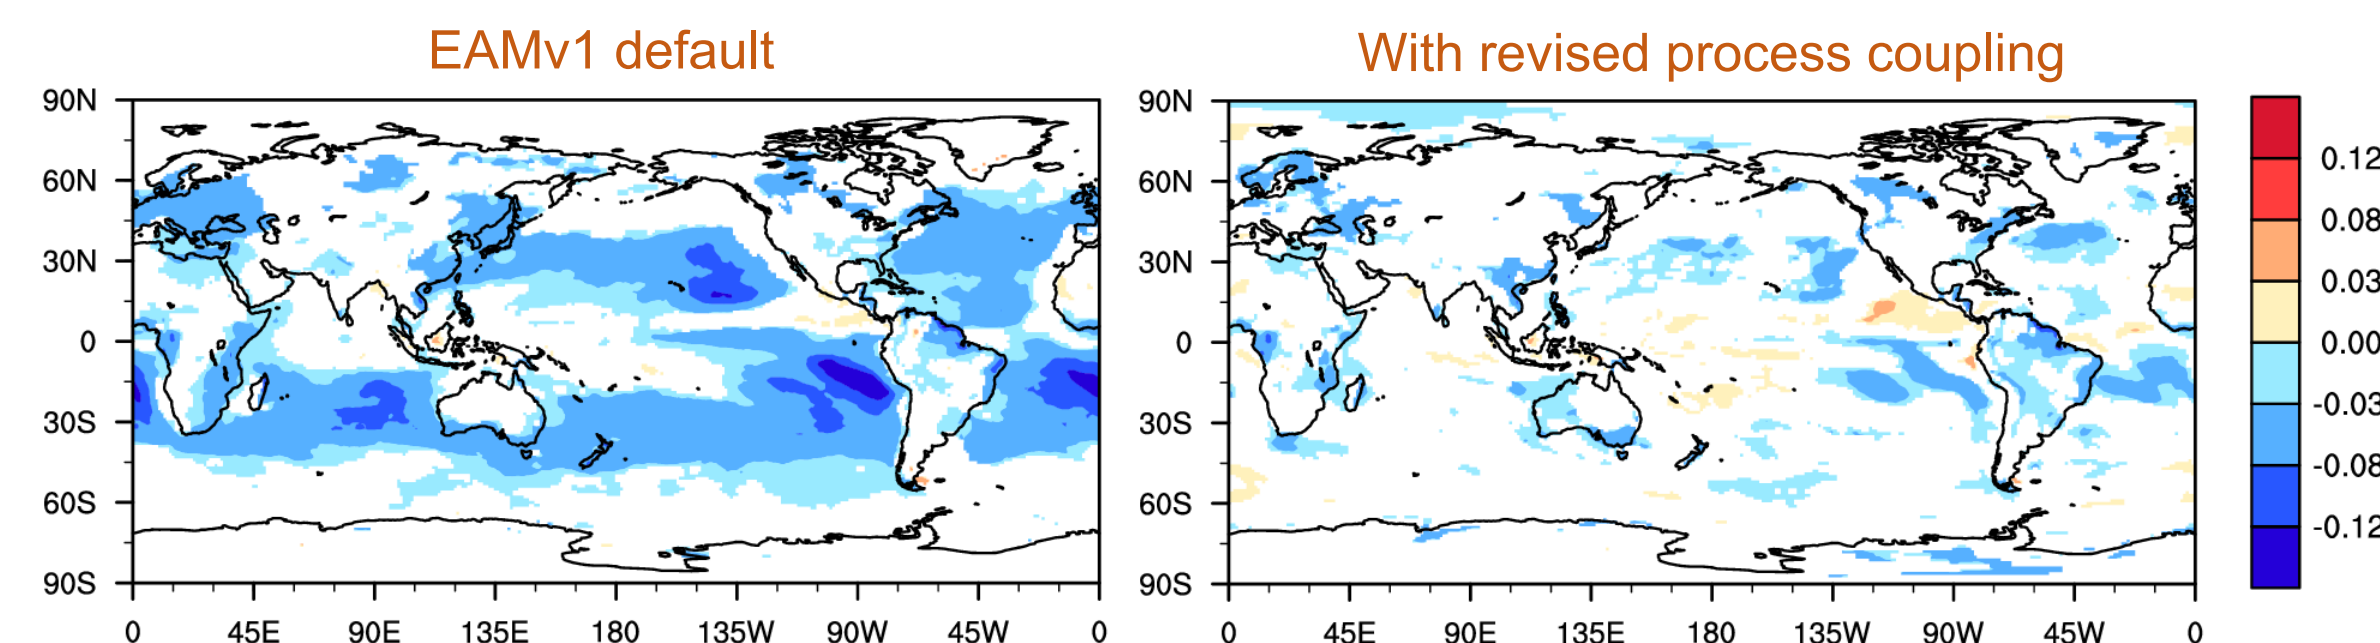 EAMv1 default
With revised process coupling
90N
60N
30N
0
30S
60S
90S
0 45E 90E 135E 180 135W 90W 45W 0
90N
60N
30N
0
30S
60S
90S
0 45E 90E 135E 180 135W 90W 45W 0
0.12
0.08
0.03
0.00
-0.03
-0.08
-0.12